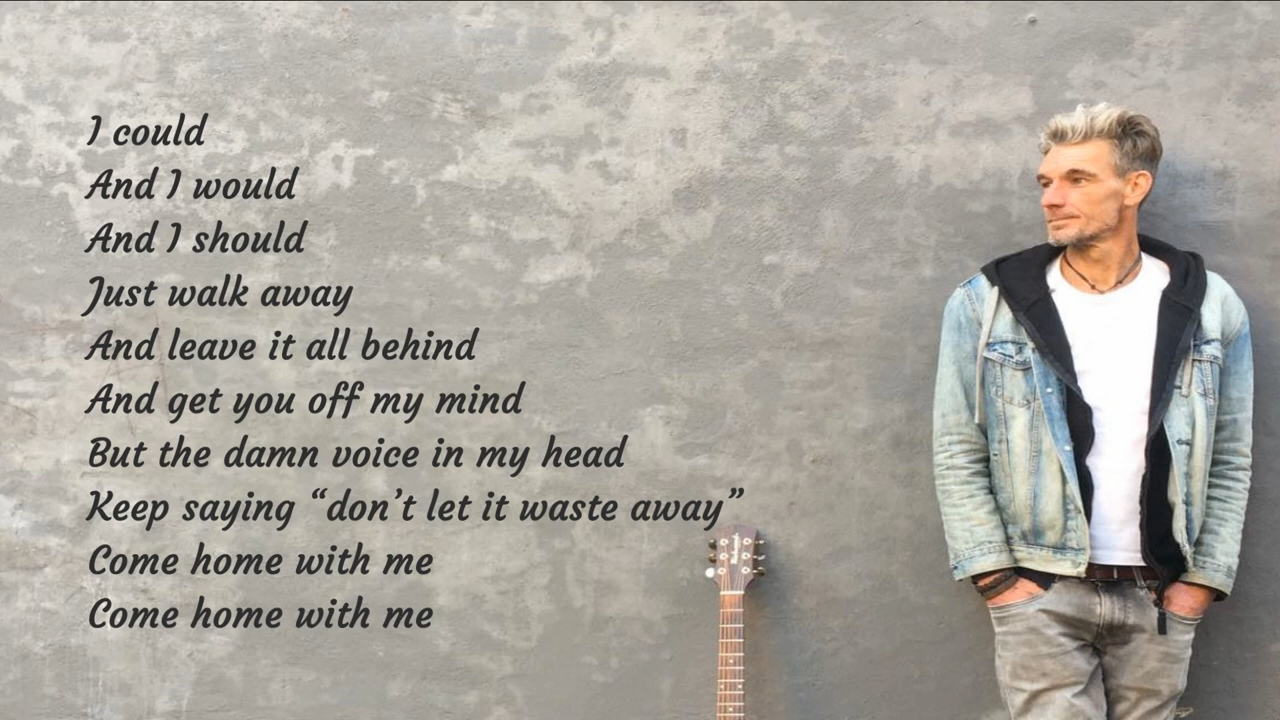 I could
And I would
And I should
Just walk away
And leave it all behind
And get you off my mind
But the damn voice in my head
Keep saying “don’t let it waste away”
Come home with me
Come home with me